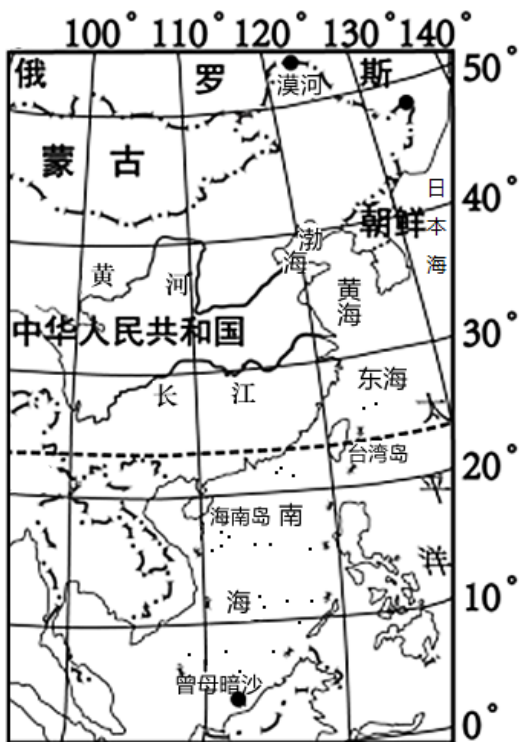 100° 110° 120° 130° 140°
50°
俄 罗 斯
漠河
蒙 古
日本海
40°
朝鲜
渤海
黄 河
黄海
中华人民共和国
30°
长 江
东海
太平洋
台湾岛
20°
海南岛
南海
10°
曾母暗沙
0°